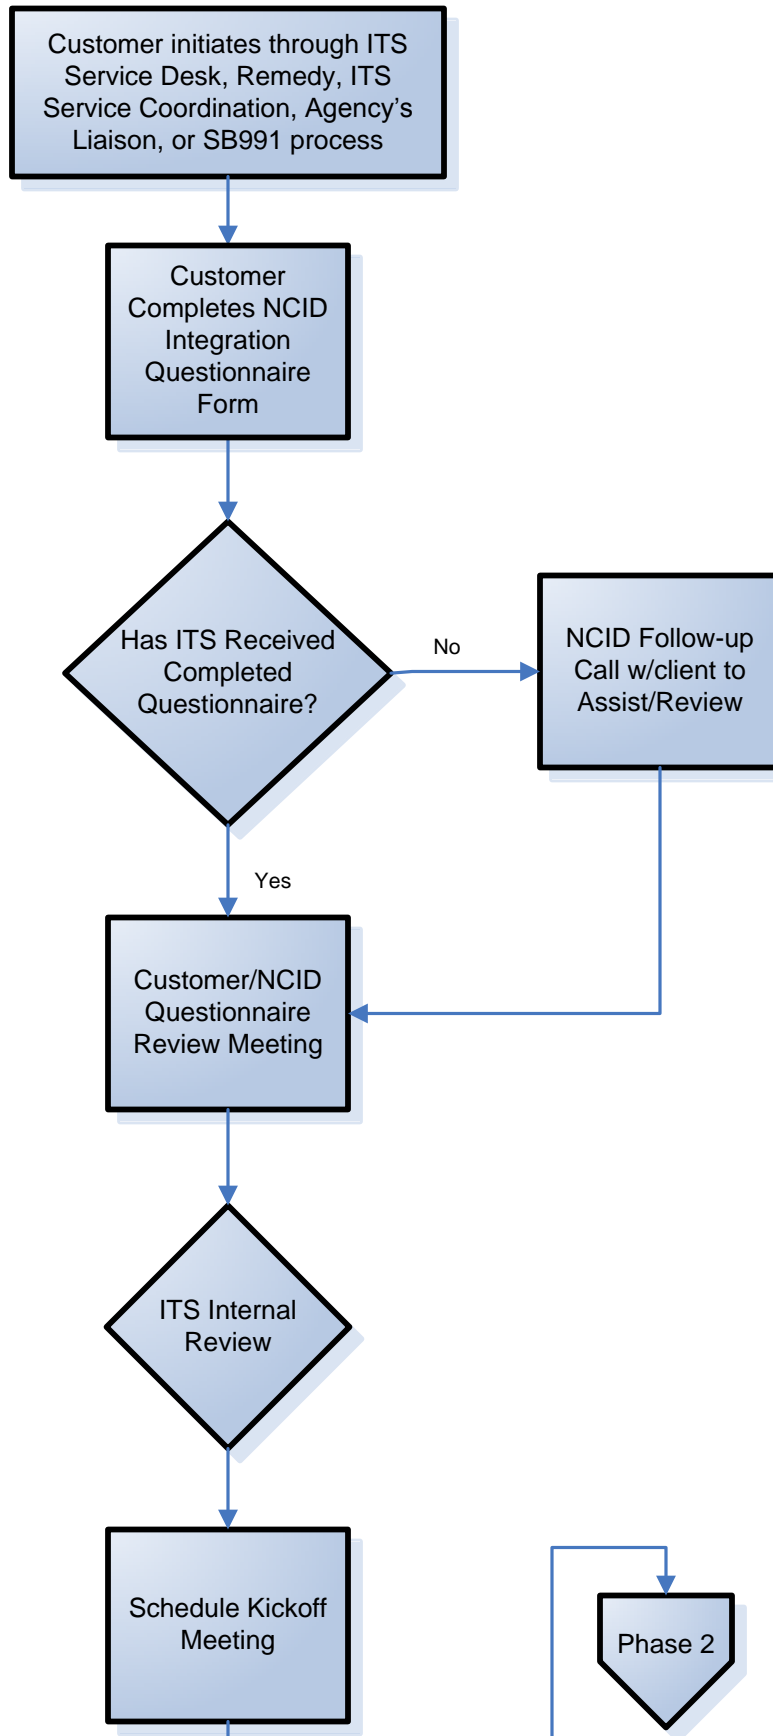 Customer initiates through ITS
Service Desk, Remedy, ITS
Service Coordination, Agency's
Liaison, or SB991 process
Customer
Completes NCID
Integration
Questionnaire
Form
Has ITS Received
Completed
Questionnaire?
No
NCID Follow-up
Call w/client to
Assist/Review
Yes
Customer/NCID
Questionnaire
Review Meeting
ITS Internal
Review
Schedule Kickoff
Meeting
Phase 2